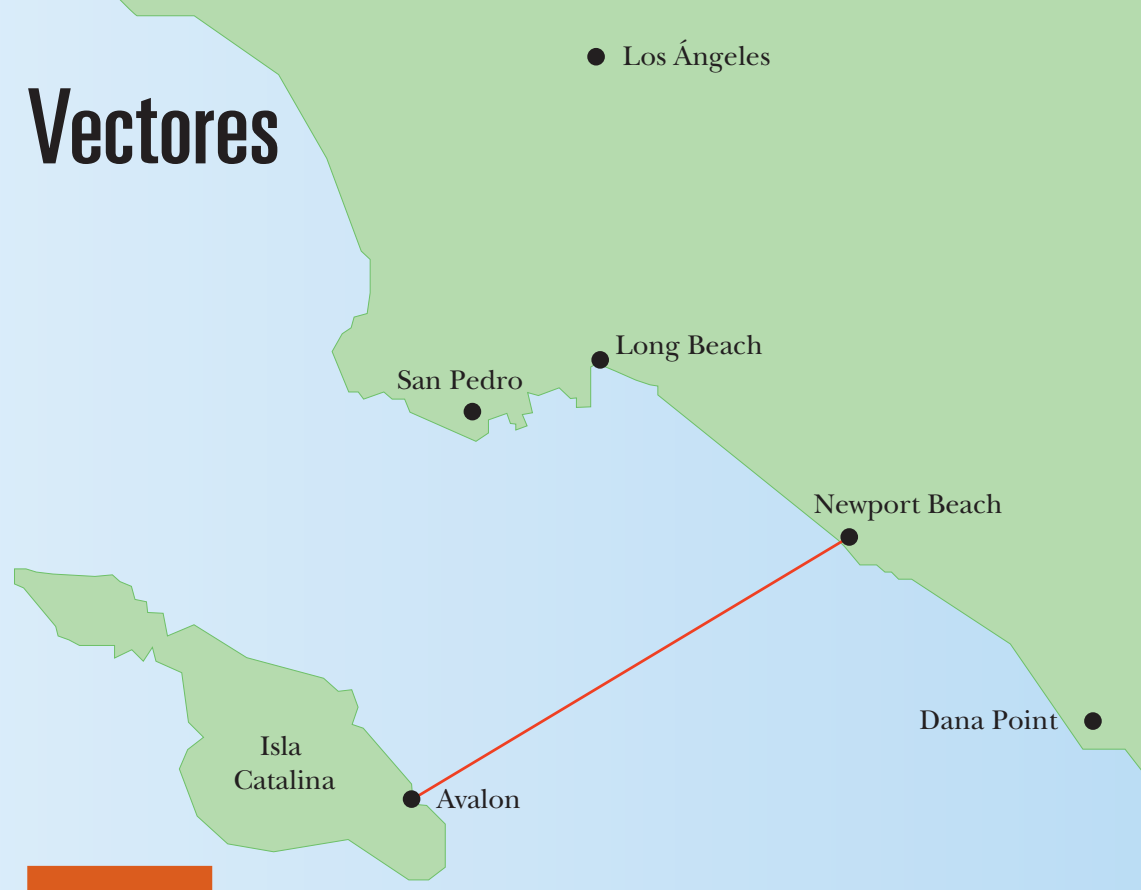 Los Ángeles
Vectores
Long Beach
San Pedro
Newport Beach
Dana Point
Isla
Catalina
Avalon